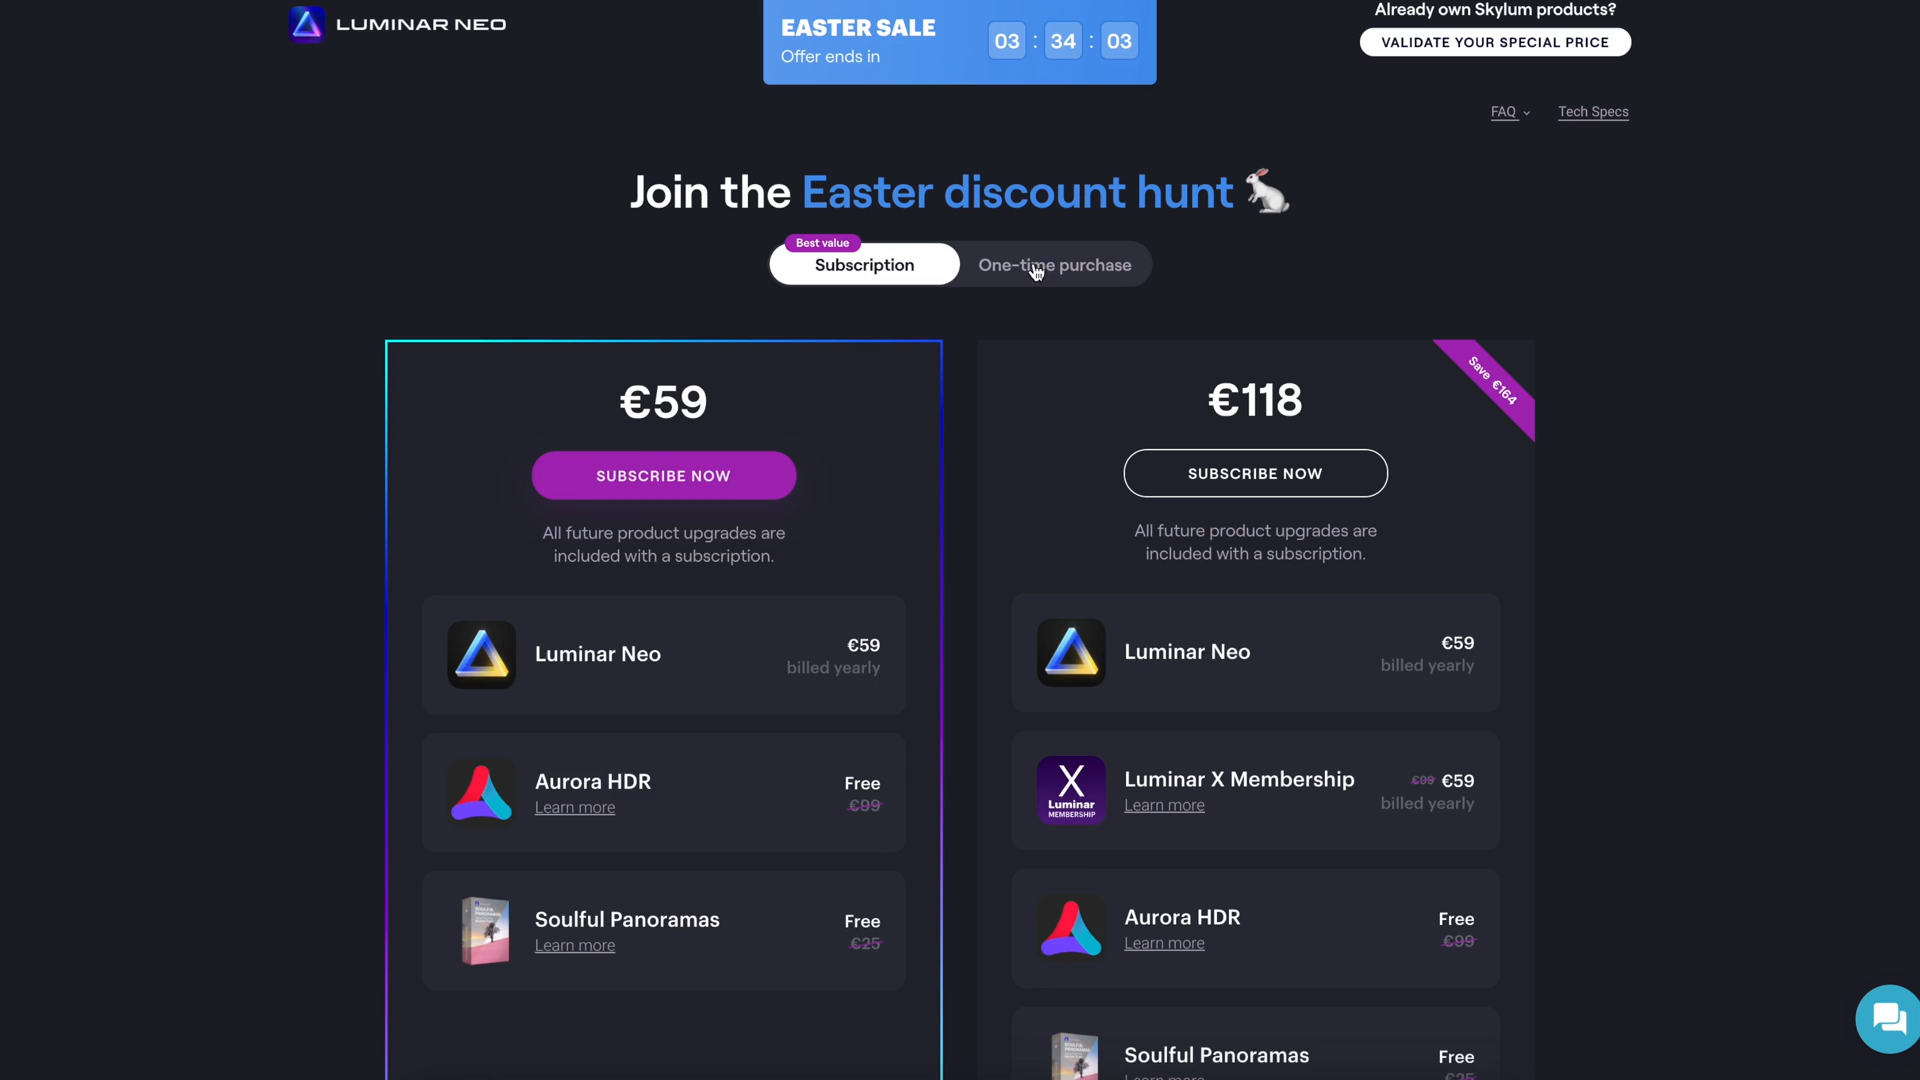 LUMINAR NEO
EASTER SALE
Offer ends in
03 : 34 : 03
Already own Skylum products?
VALIDATE YOUR SPECIAL PRICE
FAQ
Tech Specs
Join the Easter discount hunt
Best value
Subscription
One-time purchase
€59
SUBSCRIBE NOW
All future product upgrades are
included with a subscription.
Luminar Neo
€59
billed yearly
Aurora HDR
Learn more
Free
€99
Soulful Panoramas
Learn more
Free
€25
Save €164
€118
SUBSCRIBE NOW
All future product upgrades are
included with a subscription.
Luminar Neo
€59
billed yearly
X
Luminar
MEMBERSHIP
Luminar X Membership
Learn more
€99 €59
billed yearly
Aurora HDR
Learn more
Free
€99
Soulful Panoramas
Learn more
Free
€25